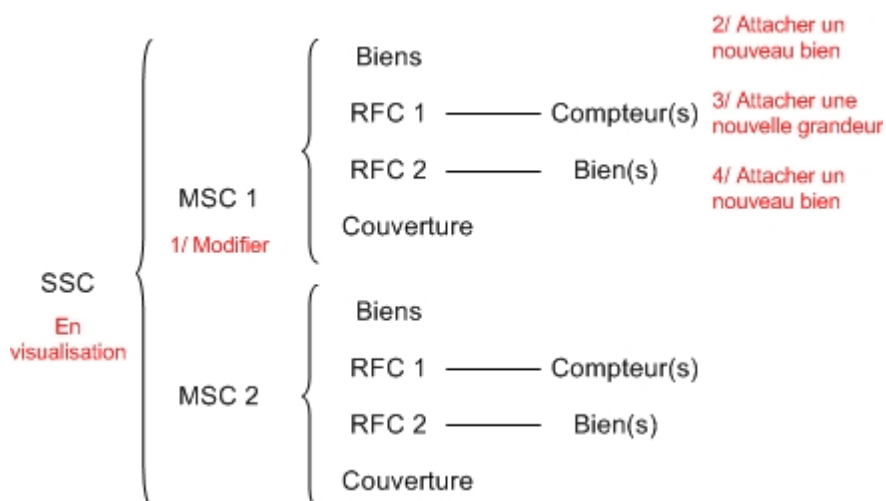 2/ Attacher un
nouveau bien
Biens
RFC 1 Compteur(s)
3/ Attacher une
nouvelle grandeur
RFC 2 Bien(s)
4/ Attacher un
nouveau bien
MSC 1
Couverture
1/ Modifier
SSC
En
visualisation
Biens
RFC 1 Compteur(s)
MSC 2
RFC 2 Bien(s)
Couverture